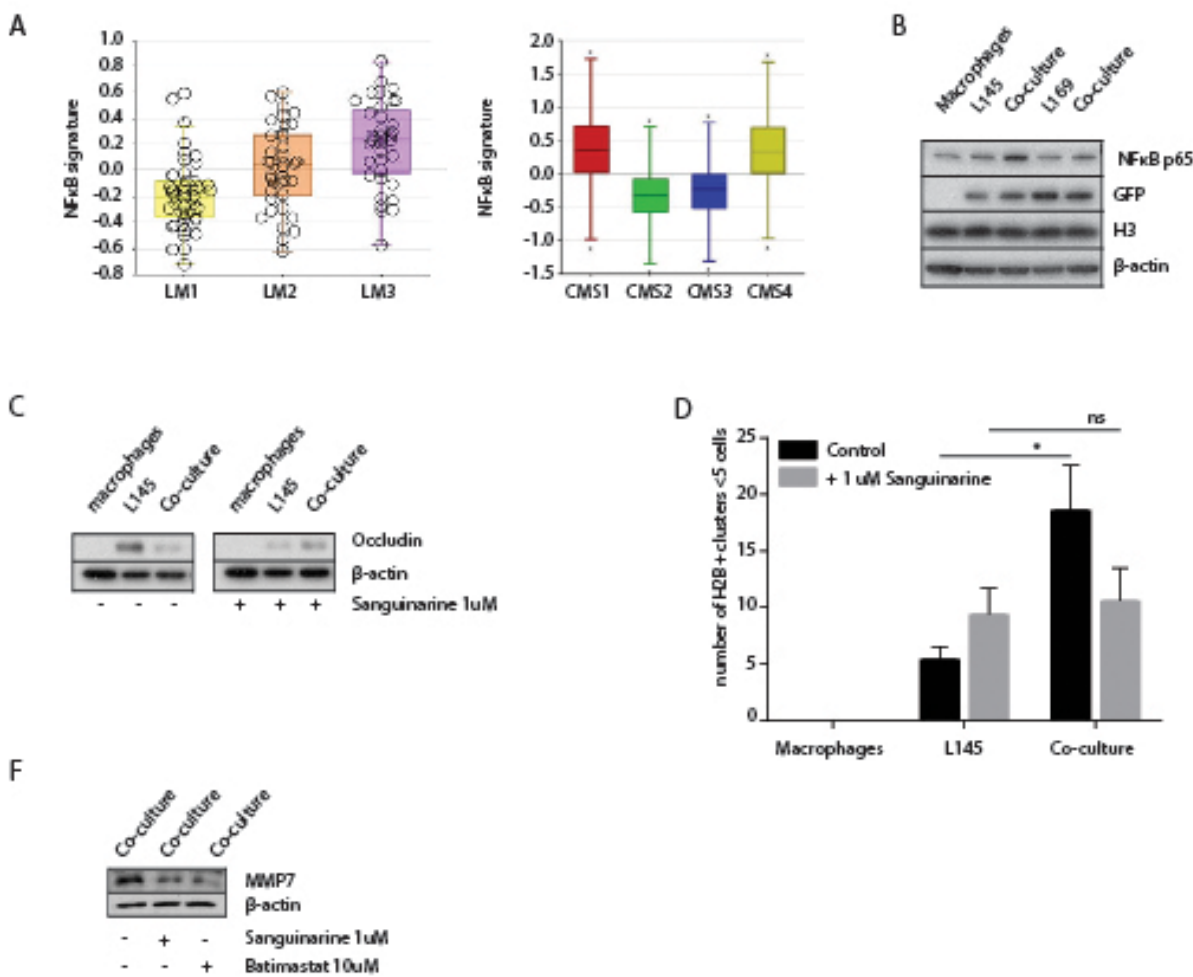 A
NFκB signature
1.0
0.8
0.6
0.4
0.2
0.0
-0.2
-0.4
-0.6
-0.8
LM1 LM2 LM3
NFκB signature
2.0
1.5
1.0
0.5
0.0
-0.5
-1.0
-1.5
CMS1 CMS2 CMS3 CMS4
B
Macrophages
L145
Co-culture
L169
Co-culture
NFκB p65
GFP
H3
β-actin
C
macrophages
L145
Co-culture
macrophages
L145
Co-culture
Occludin
β-actin
- - - + + + Sanguinarine 1uM
D
number of H2B+ clusters <5 cells
25
20
15
10
5
0
Control
+ 1 uM Sanguinarine
ns
*
Macrophages L145 Co-culture
F
Co-culture
Co-culture
Co-culture
MMP7
β-actin
- + - Sanguinarine 1uM
- - + Batimastat 10uM